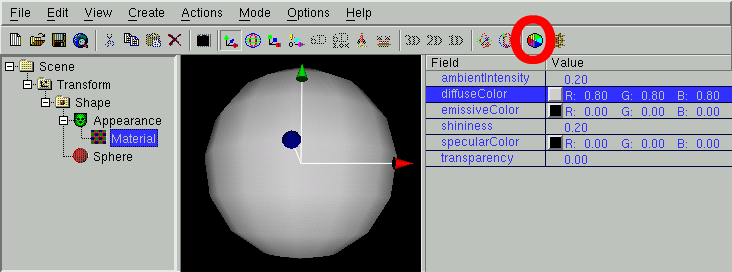 File Edit View Create Actions Mode Options Help
3D 2D 1D
Scene
Transform
Shape
Appearance
Material
Sphere
Field Value
ambientIntensity 0.20
diffuseColor R: 0.80 G: 0.80 B: 0.80
emissiveColor R: 0.00 G: 0.00 B: 0.00
shininess 0.20
specularColor R: 0.00 G: 0.00 B: 0.00
transparency 0.00